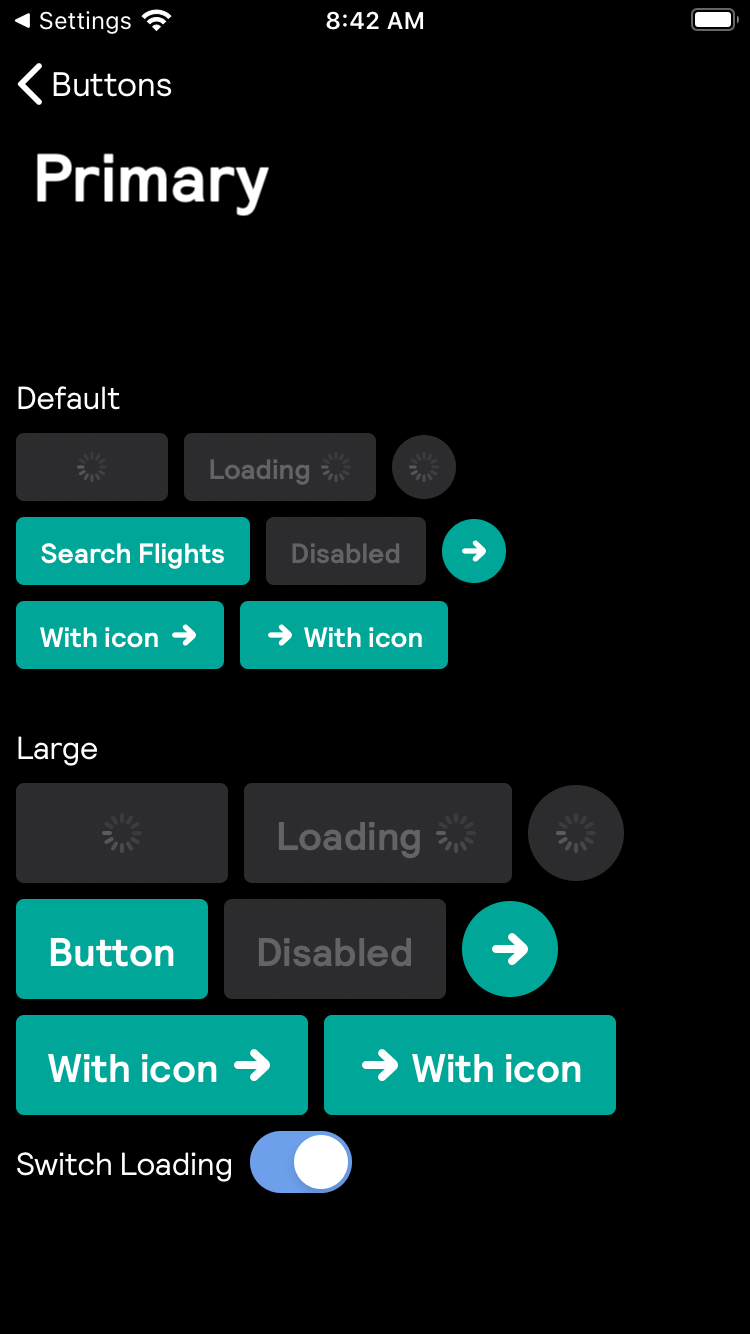 Settings 8:42 AM
Buttons
Primary
Default
Loading
Search Flights Disabled
With icon With icon
Large
Loading
Button Disabled
With icon With icon
Switch Loading